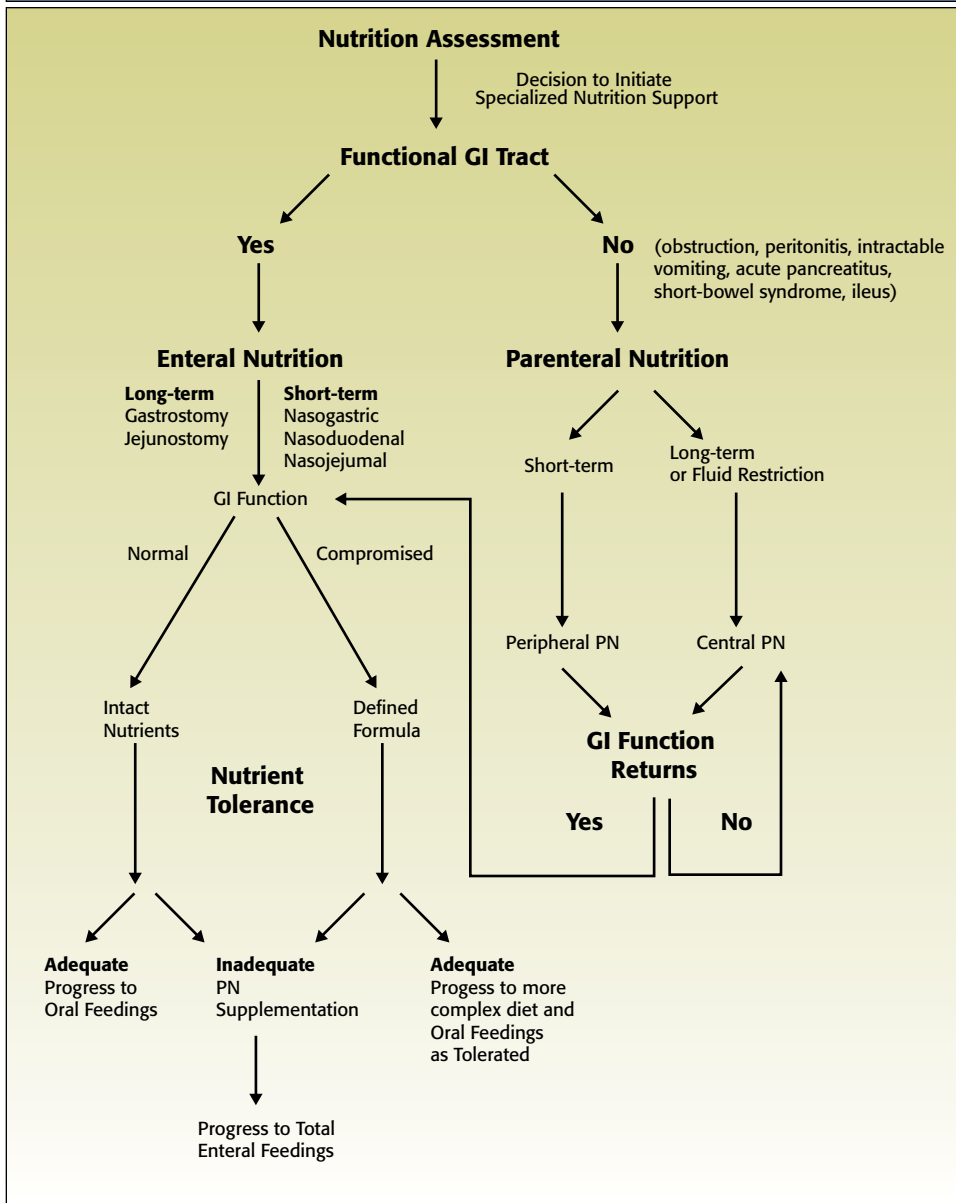 Nutrition Assessment
Decision to Initiate
Specialized Nutrition Support
Functional GI Tract
Yes
No
(obstruction, peritonitis, intractable
vomiting, acute pancreatitus,
short-bowel syndrome, ileus)
Enteral Nutrition
Long-term
Gastrostomy
Jejunostomy
Short-term
Nasogastric
Nasoduodenal
Nasojejumal
Parenteral Nutrition
Short-term
Long-term
or Fluid Restriction
GI Function
Normal
Compromised
Peripheral PN
Central PN
Intact
Nutrients
Defined
Formula
GI Function
Returns
Nutrient
Tolerance
Yes
No
Adequate
Progress to
Oral Feedings
Inadequate
PN
Supplementation
Adequate
Progess to more
complex diet and
Oral Feedings
as Tolerated
Progress to Total
Enteral Feedings